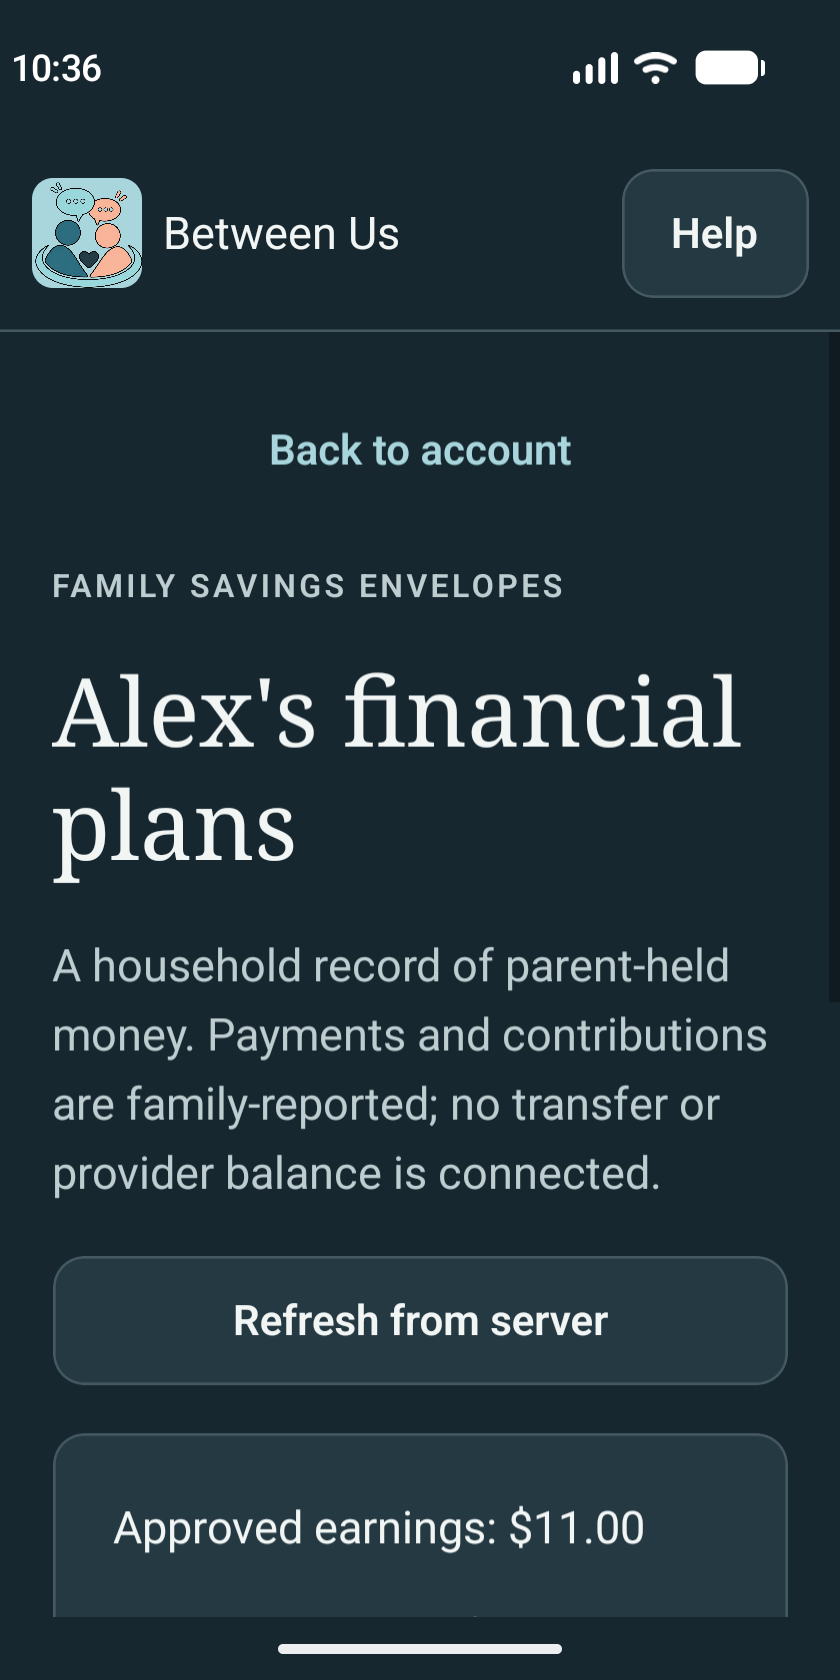 10:36
Between Us
Help
Back to account
FAMILY SAVINGS ENVELOPES
Alex's financial
plans
A household record of parent-held
money. Payments and contributions
are family-reported; no transfer or
provider balance is connected.
Refresh from server
Approved earnings: $11.00